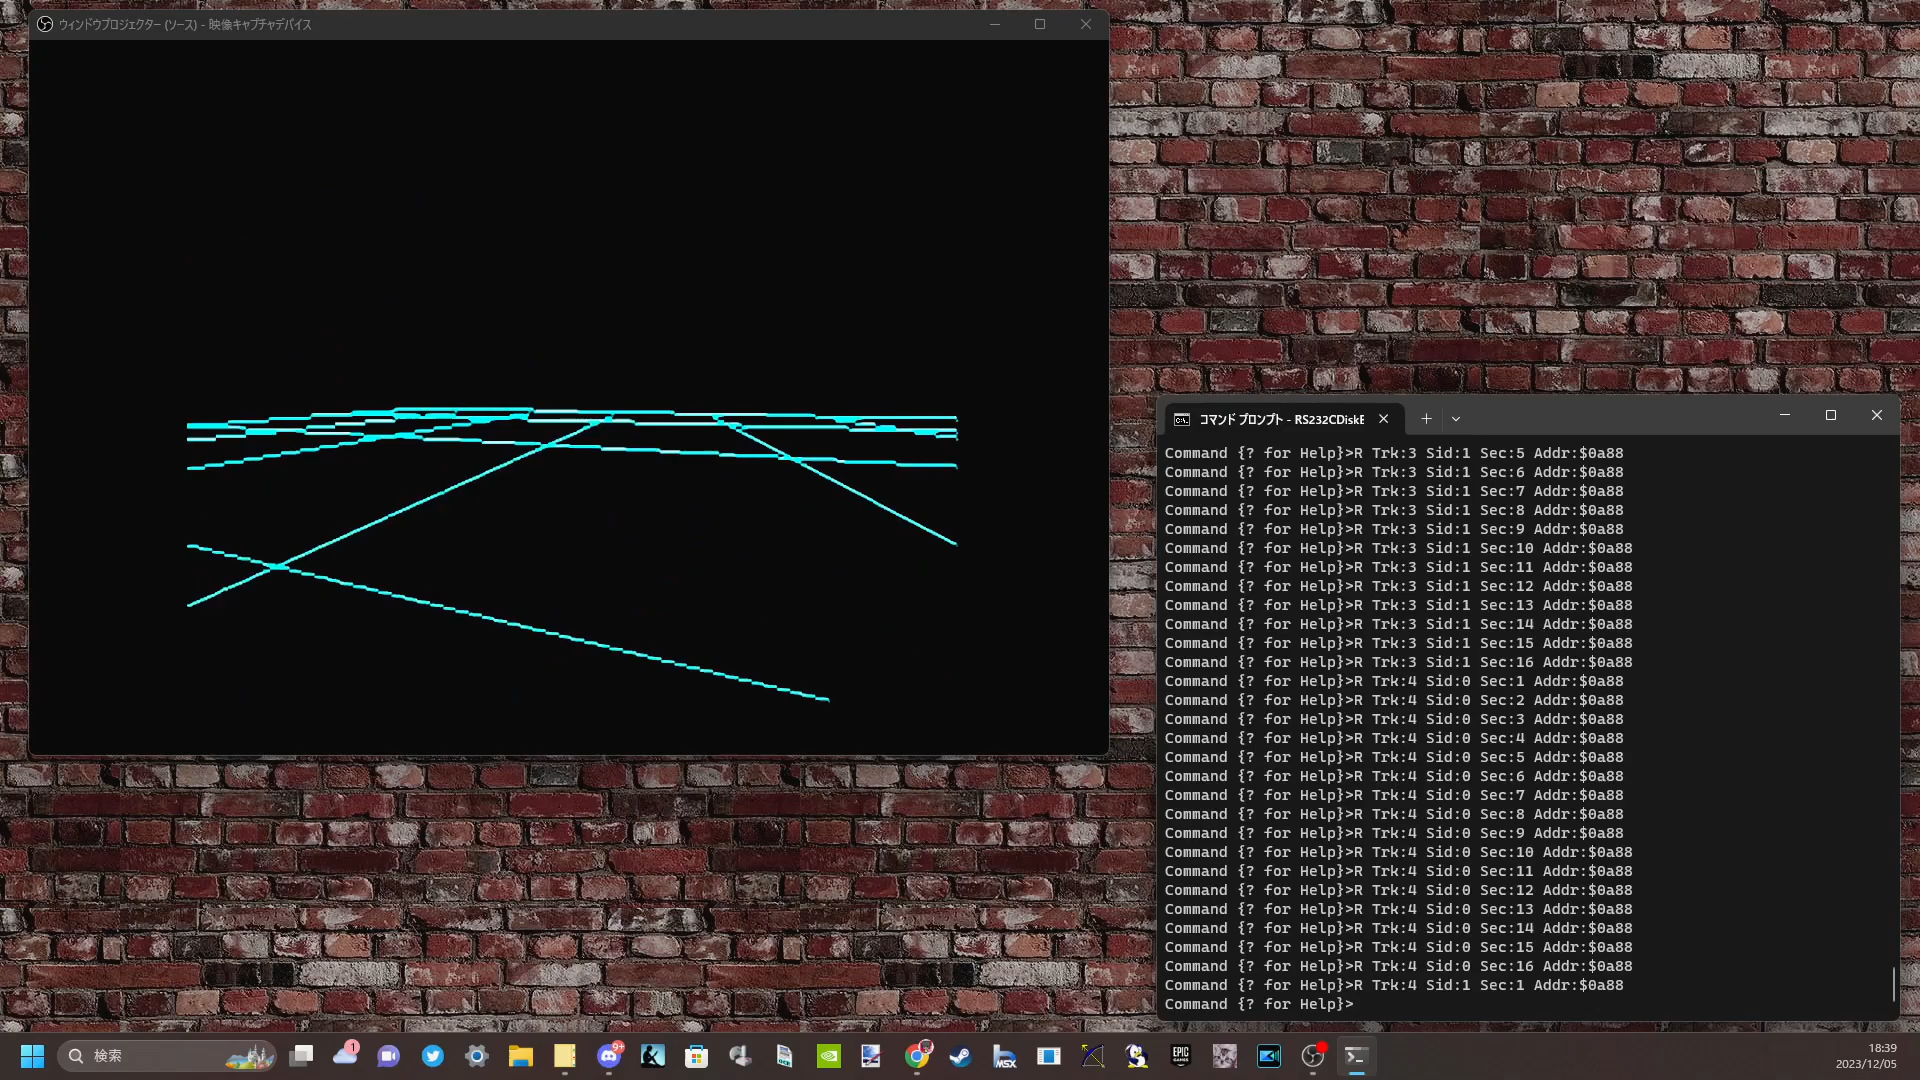 ウィンドウプロジェクター (ソース) - 映像キャプチャデバイス
コマンド プロンプト - RS232CDiskE
Command {? for Help}>R Trk:3 Sid:1 Sec:5 Addr:$0a88
Command {? for Help}>R Trk:3 Sid:1 Sec:6 Addr:$0a88
Command {? for Help}>R Trk:3 Sid:1 Sec:7 Addr:$0a88
Command {? for Help}>R Trk:3 Sid:1 Sec:8 Addr:$0a88
Command {? for Help}>R Trk:3 Sid:1 Sec:9 Addr:$0a88
Command {? for Help}>R Trk:3 Sid:1 Sec:10 Addr:$0a88
Command {? for Help}>R Trk:3 Sid:1 Sec:11 Addr:$0a88
Command {? for Help}>R Trk:3 Sid:1 Sec:12 Addr:$0a88
Command {? for Help}>R Trk:3 Sid:1 Sec:13 Addr:$0a88
Command {? for Help}>R Trk:3 Sid:1 Sec:14 Addr:$0a88
Command {? for Help}>R Trk:3 Sid:1 Sec:15 Addr:$0a88
Command {? for Help}>R Trk:3 Sid:1 Sec:16 Addr:$0a88
Command {? for Help}>R Trk:4 Sid:0 Sec:1 Addr:$0a88
Command {? for Help}>R Trk:4 Sid:0 Sec:2 Addr:$0a88
Command {? for Help}>R Trk:4 Sid:0 Sec:3 Addr:$0a88
Command {? for Help}>R Trk:4 Sid:0 Sec:4 Addr:$0a88
Command {? for Help}>R Trk:4 Sid:0 Sec:5 Addr:$0a88
Command {? for Help}>R Trk:4 Sid:0 Sec:6 Addr:$0a88
Command {? for Help}>R Trk:4 Sid:0 Sec:7 Addr:$0a88
Command {? for Help}>R Trk:4 Sid:0 Sec:8 Addr:$0a88
Command {? for Help}>R Trk:4 Sid:0 Sec:9 Addr:$0a88
Command {? for Help}>R Trk:4 Sid:0 Sec:10 Addr:$0a88
Command {? for Help}>R Trk:4 Sid:0 Sec:11 Addr:$0a88
Command {? for Help}>R Trk:4 Sid:0 Sec:12 Addr:$0a88
Command {? for Help}>R Trk:4 Sid:0 Sec:13 Addr:$0a88
Command {? for Help}>R Trk:4 Sid:0 Sec:14 Addr:$0a88
Command {? for Help}>R Trk:4 Sid:0 Sec:15 Addr:$0a88
Command {? for Help}>R Trk:4 Sid:0 Sec:16 Addr:$0a88
Command {? for Help}>R Trk:4 Sid:1 Sec:1 Addr:$0a88
Command {? for Help}>
検索
1
9+
MSX
EPIC
18:39
2023/12/05